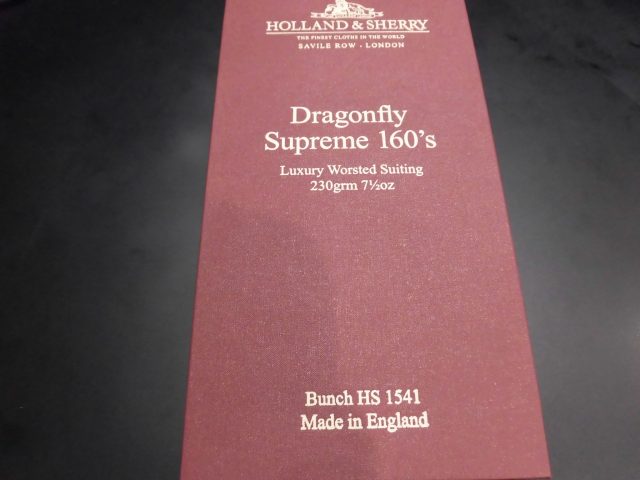 HOLLAND & SHERRY
THE FINEST CLOTHS IN THE WORLD
SAVILE ROW · LONDON
Dragonfly
Supreme 160's
Luxury Worsted Suiting
230grm 7½oz
Bunch HS 1541
Made in England